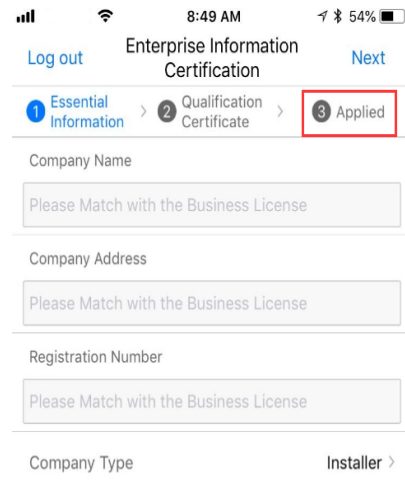 8:49 AM 54%
Log out Enterprise Information Certification Next
1 Essential Information > 2 Qualification Certificate > 3 Applied
Company Name
Please Match with the Business License
Company Address
Please Match with the Business License
Registration Number
Please Match with the Business License
Company Type Installer >